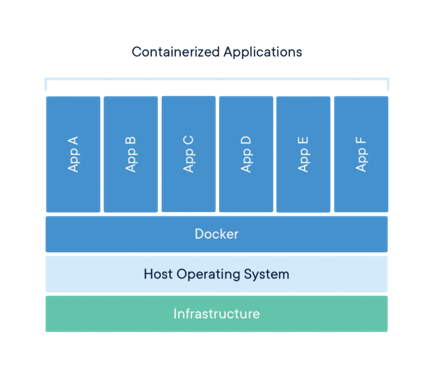 Containerized Applications
App A
App B
App C
App D
App E
App F
Docker
Host Operating System
Infrastructure